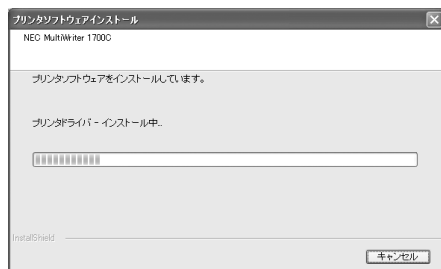 プリンタソフトウェアインストール
NEC MultiWriter 1700C
プリンタソフトウェアをインストールしています。
プリンタドライバ - インストール中..
InstallShield
キャンセル